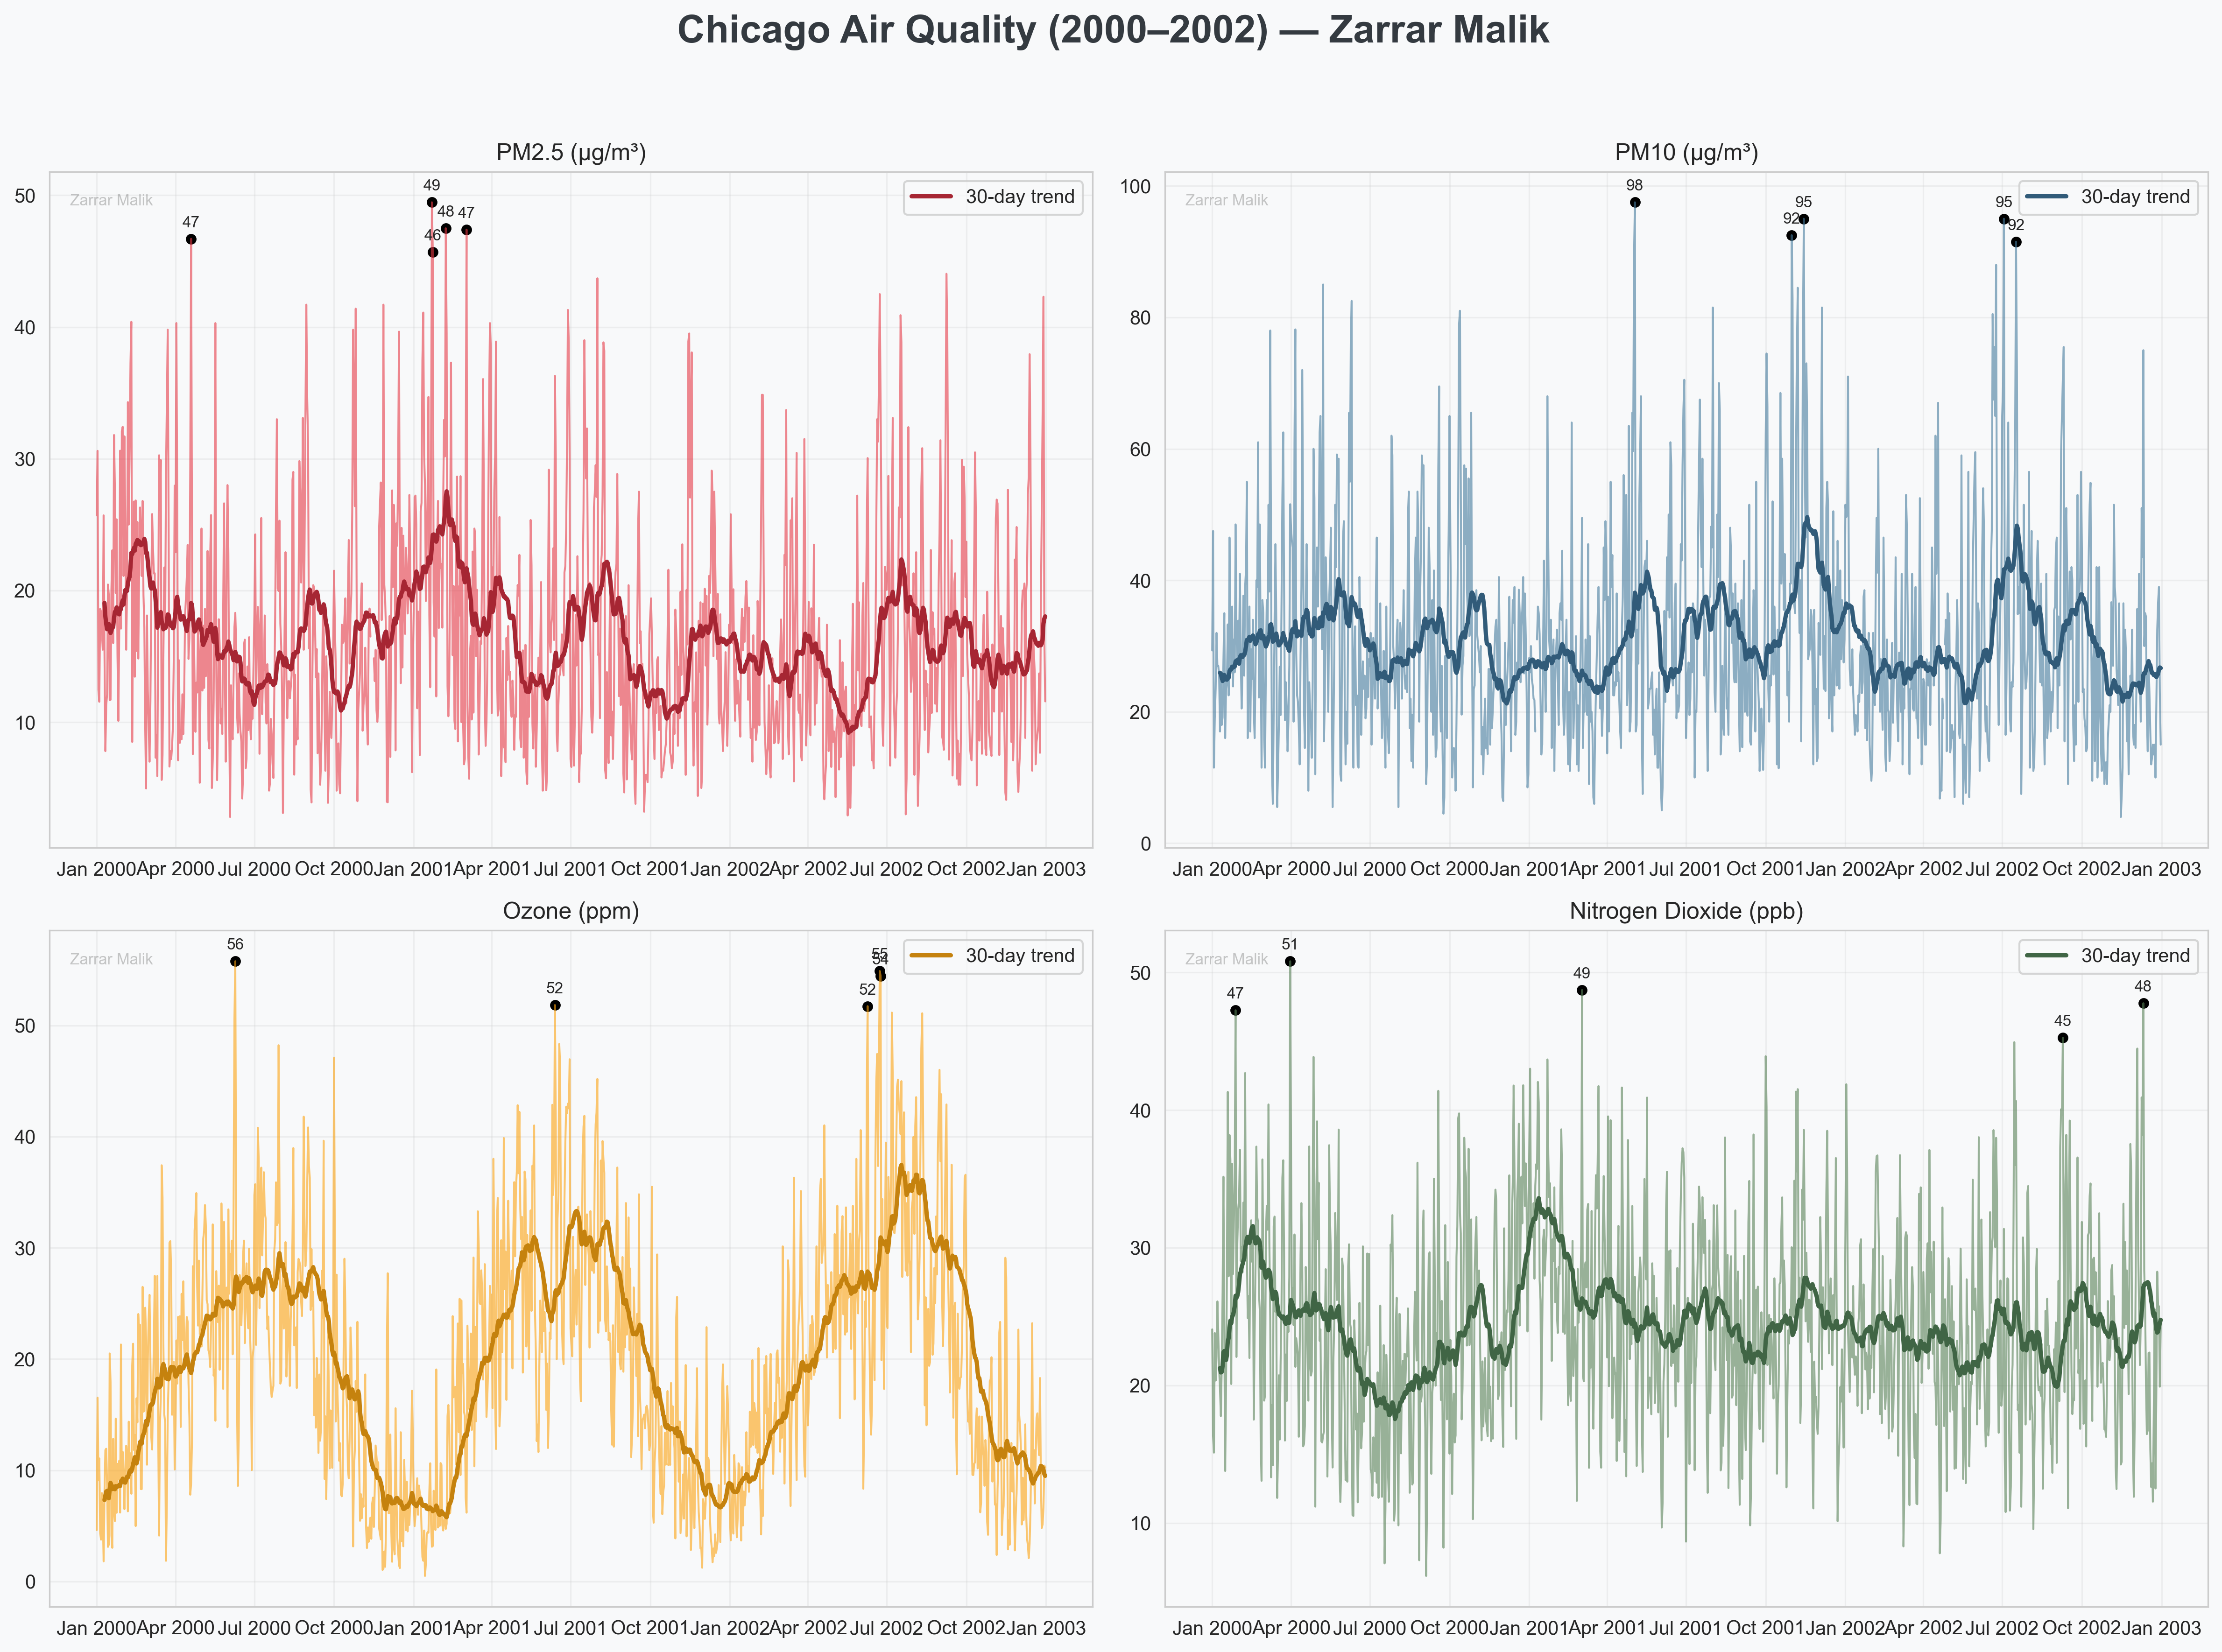 Chicago Air Quality (2000–2002) — Zarrar Malik
PM2.5 (µg/m³)
Zarrar Malik
30-day trend
47
49
46
48
47
50
40
30
20
10
Jan 2000 Apr 2000 Jul 2000 Oct 2000 Jan 2001 Apr 2001 Jul 2001 Oct 2001 Jan 2002 Apr 2002 Jul 2002 Oct 2002 Jan 2003
PM10 (µg/m³)
Zarrar Malik
30-day trend
98
92
95
95
92
100
80
60
40
20
0
Jan 2000 Apr 2000 Jul 2000 Oct 2000 Jan 2001 Apr 2001 Jul 2001 Oct 2001 Jan 2002 Apr 2002 Jul 2002 Oct 2002 Jan 2003
Ozone (ppm)
Zarrar Malik
30-day trend
56
52
52
55
54
50
40
30
20
10
0
Jan 2000 Apr 2000 Jul 2000 Oct 2000 Jan 2001 Apr 2001 Jul 2001 Oct 2001 Jan 2002 Apr 2002 Jul 2002 Oct 2002 Jan 2003
Nitrogen Dioxide (ppb)
Zarrar Malik
30-day trend
47
51
49
45
48
50
40
30
20
10
Jan 2000 Apr 2000 Jul 2000 Oct 2000 Jan 2001 Apr 2001 Jul 2001 Oct 2001 Jan 2002 Apr 2002 Jul 2002 Oct 2002 Jan 2003